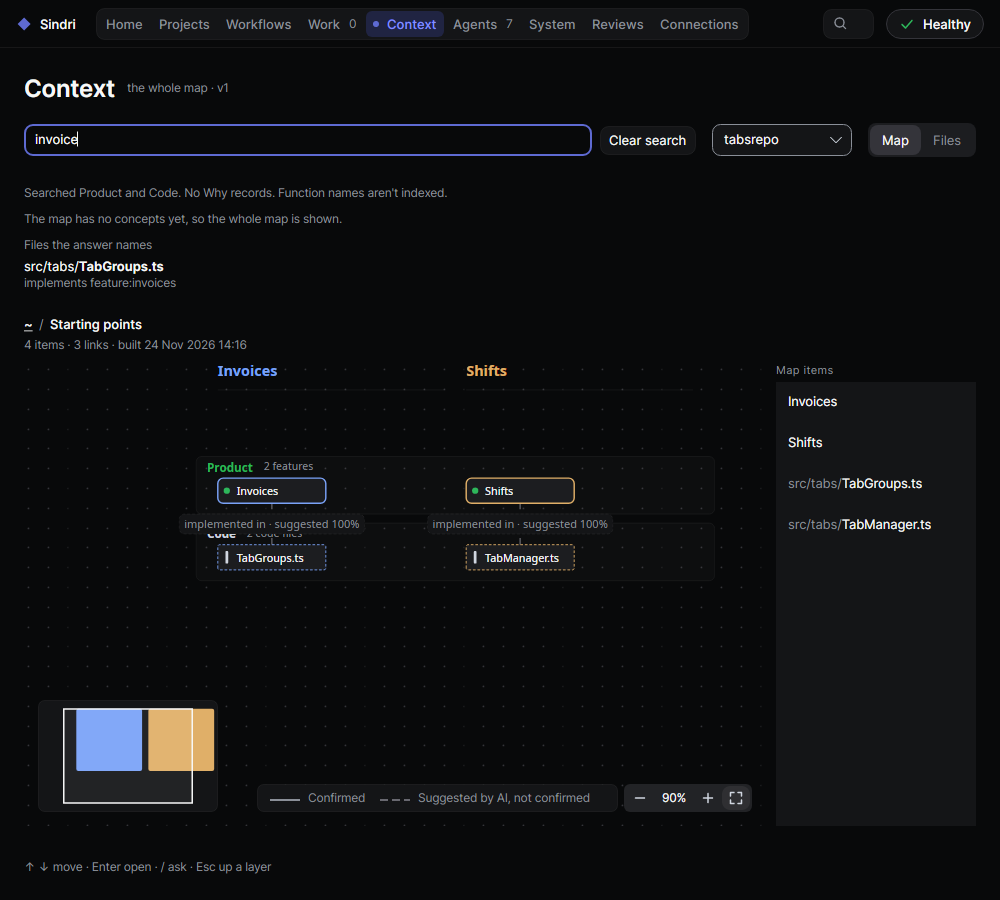 Sindri Home Projects Workflows Work 0 Context Agents 7 System Reviews Connections Healthy
Context the whole map · v1
invoice Clear search tabsrepo Map Files
Searched Product and Code. No Why records. Function names aren't indexed.
The map has no concepts yet, so the whole map is shown.
Files the answer names
src/tabs/TabGroups.ts
implements feature:invoices
~ / Starting points
4 items · 3 links · built 24 Nov 2026 14:16
Invoices Shifts
Product 2 features
Invoices Shifts
implemented in · suggested 100% implemented in · suggested 100%
Code 2 code files
TabGroups.ts TabManager.ts
Map items
Invoices
Shifts
src/tabs/TabGroups.ts
src/tabs/TabManager.ts
Confirmed Suggested by AI, not confirmed
− 90% +
↑ ↓ move · Enter open · / ask · Esc up a layer